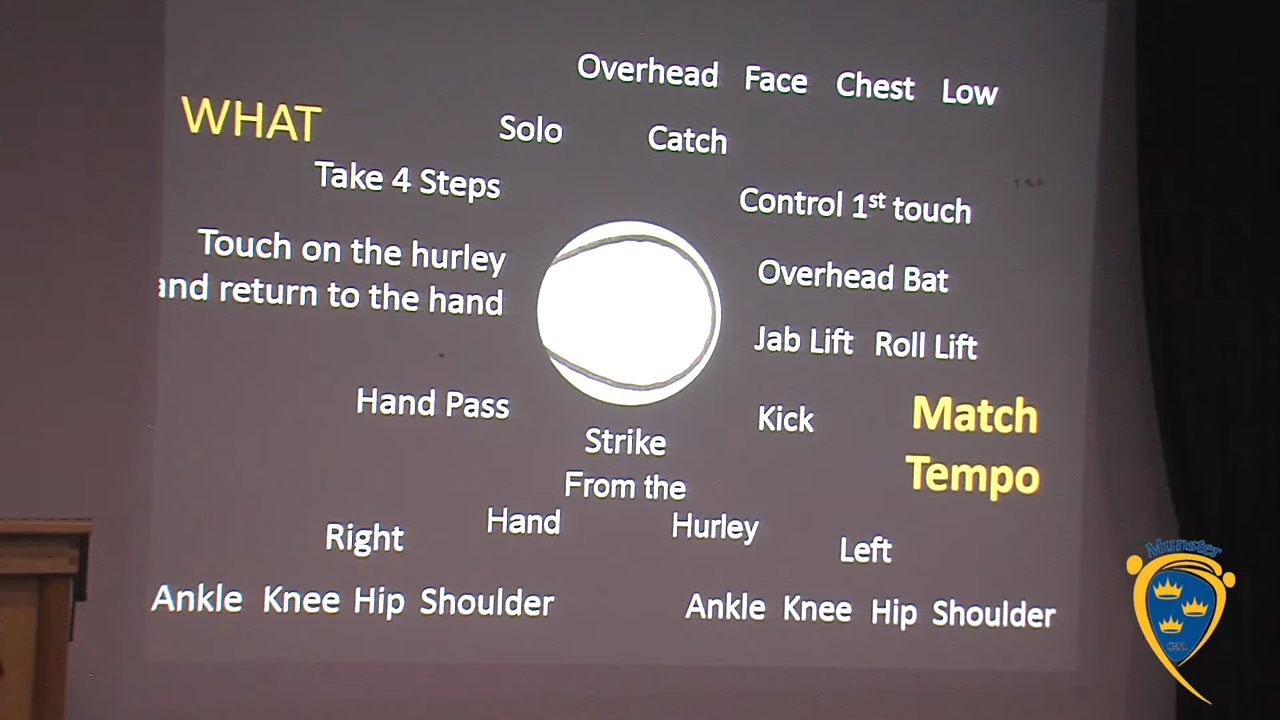 Overhead Face Chest Low
WHAT
Solo Catch
Take 4 Steps
Control 1st touch
Touch on the hurley
and return to the hand
Overhead Bat
Jab Lift Roll Lift
Hand Pass
Kick
Match
Tempo
Strike
From the
Hand Hurley
Right Left
Ankle Knee Hip Shoulder
Ankle Knee Hip Shoulder
Munster